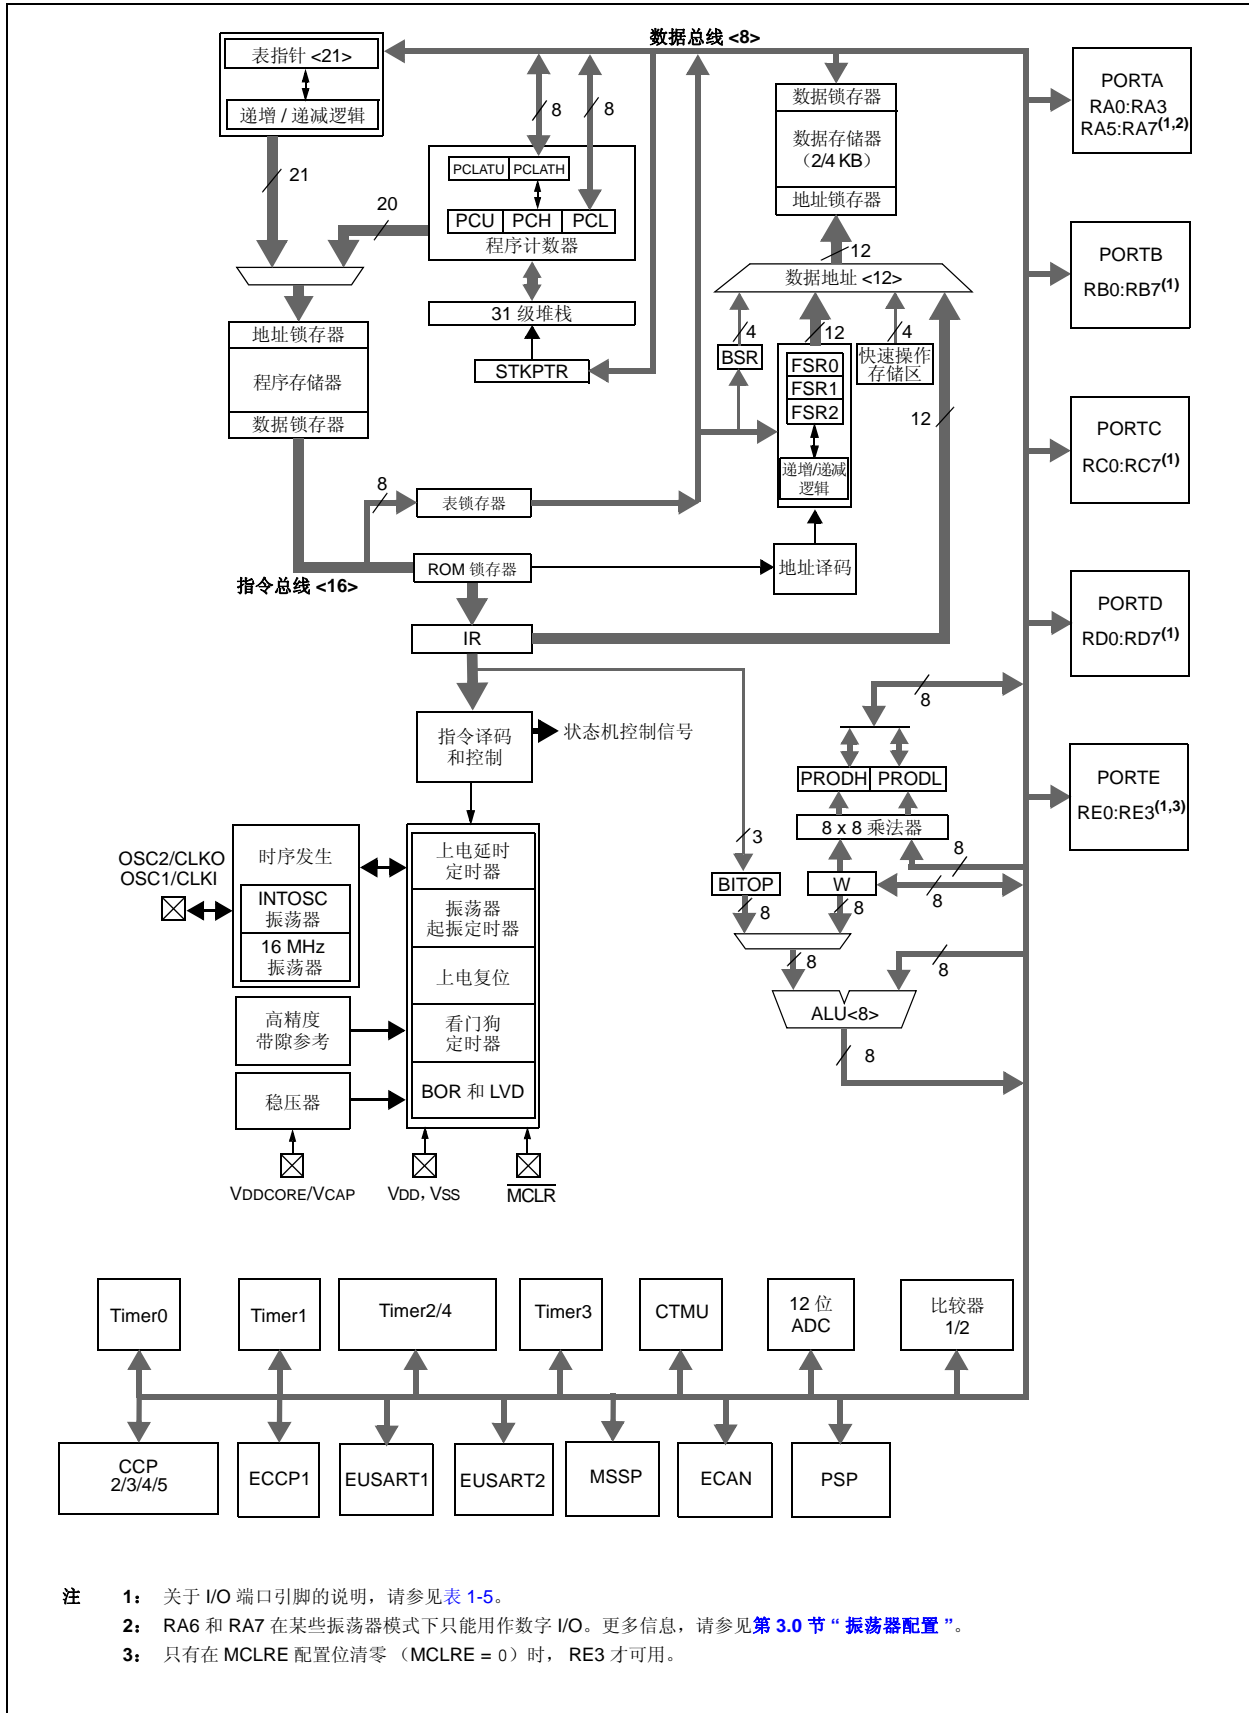 数据总线 <8>
表指针 <21>
递增 / 递减逻辑
21
20
8
8
PCLATU PCLATH
PCU PCH PCL
程序计数器
31 级堆栈
STKPTR
数据锁存器
数据存储器
（2/4 KB）
地址锁存器
12
数据地址 <12>
4
12
4
BSR
FSR0
FSR1
FSR2
递增/递减
逻辑
快速操作
存储区
12
地址锁存器
程序存储器
数据锁存器
8
表锁存器
指令总线 <16>
ROM 锁存器
地址译码
IR
指令译码
和控制
状态机控制信号
8
PRODH PRODL
8 x 8 乘法器
3
8
BITOP
W
8
8
8
8
8
ALU<8>
8
OSC2/CLKO
OSC1/CLKI
时序发生
INTOSC
振荡器
16 MHz
振荡器
高精度
带隙参考
稳压器
上电延时
定时器
振荡器
起振定时器
上电复位
看门狗
定时器
BOR 和 LVD
VDDCORE/VCAP
VDD，VSS
MCLR
PORTA
RA0:RA3
RA5:RA7(1,2)
PORTB
RB0:RB7(1)
PORTC
RC0:RC7(1)
PORTD
RD0:RD7(1)
PORTE
RE0:RE3(1,3)
Timer0
Timer1
Timer2/4
Timer3
CTMU
12 位
ADC
比较器
1/2
CCP
2/3/4/5
ECCP1
EUSART1
EUSART2
MSSP
ECAN
PSP
注 1： 关于 I/O 端口引脚的说明，请参见表 1-5。
2： RA6 和 RA7 在某些振荡器模式下只能用作数字 I/O。更多信息，请参见第 3.0 节 “ 振荡器配置 ”。
3： 只有在 MCLRE 配置位清零 （MCLRE = 0）时， RE3 才可用。